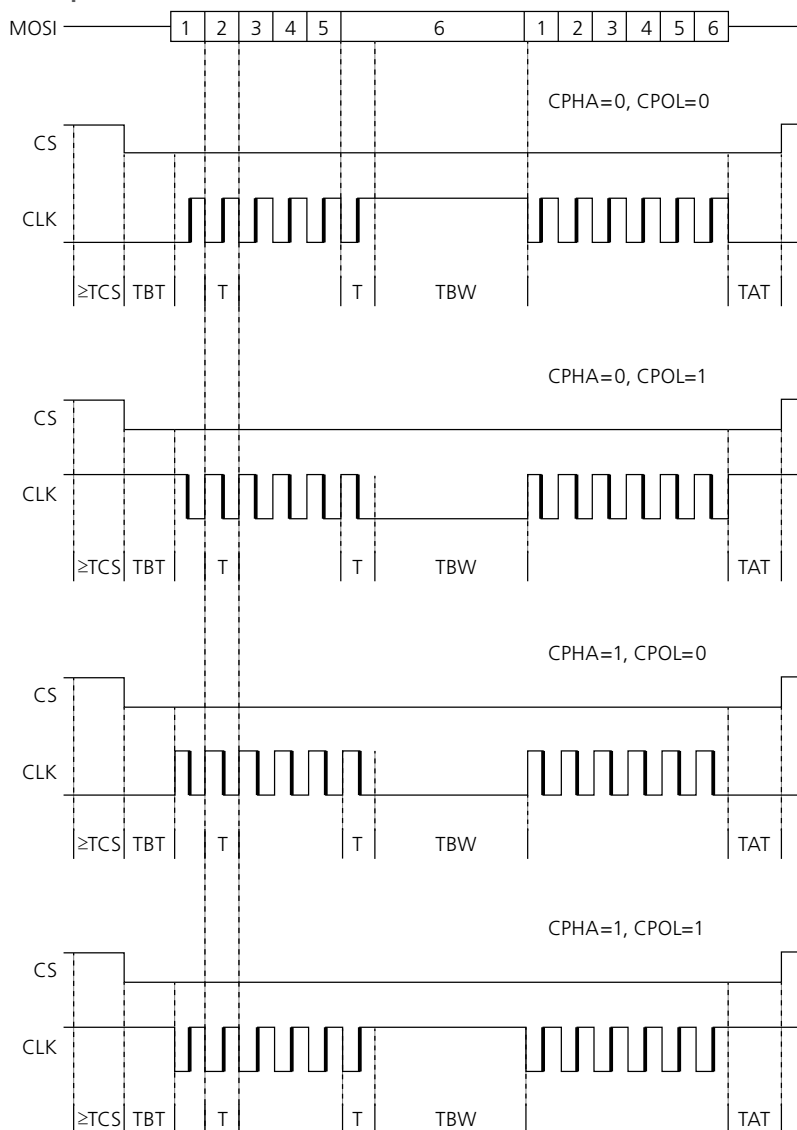 MOSI 1 2 3 4 5 6 1 2 3 4 5 6
CPHA=0, CPOL=0
CS
CLK
≥TCS TBT T T TBW TAT
CPHA=0, CPOL=1
CS
CLK
≥TCS TBT T T TBW TAT
CPHA=1, CPOL=0
CS
CLK
≥TCS TBT T T TBW TAT
CPHA=1, CPOL=1
CS
CLK
≥TCS TBT T T TBW TAT